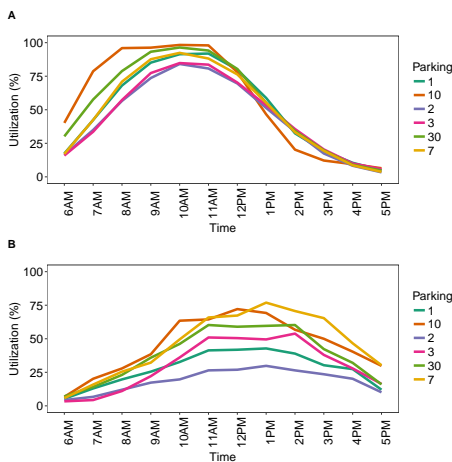 A
100
75
50
25
0
Utilization (%)
6AM
7AM
8AM
9AM
10AM
11AM
12PM
1PM
2PM
3PM
4PM
5PM
Time
Parking
1
10
2
3
30
7
B
100
75
50
25
0
Utilization (%)
6AM
7AM
8AM
9AM
10AM
11AM
12PM
1PM
2PM
3PM
4PM
5PM
Time
Parking
1
10
2
3
30
7